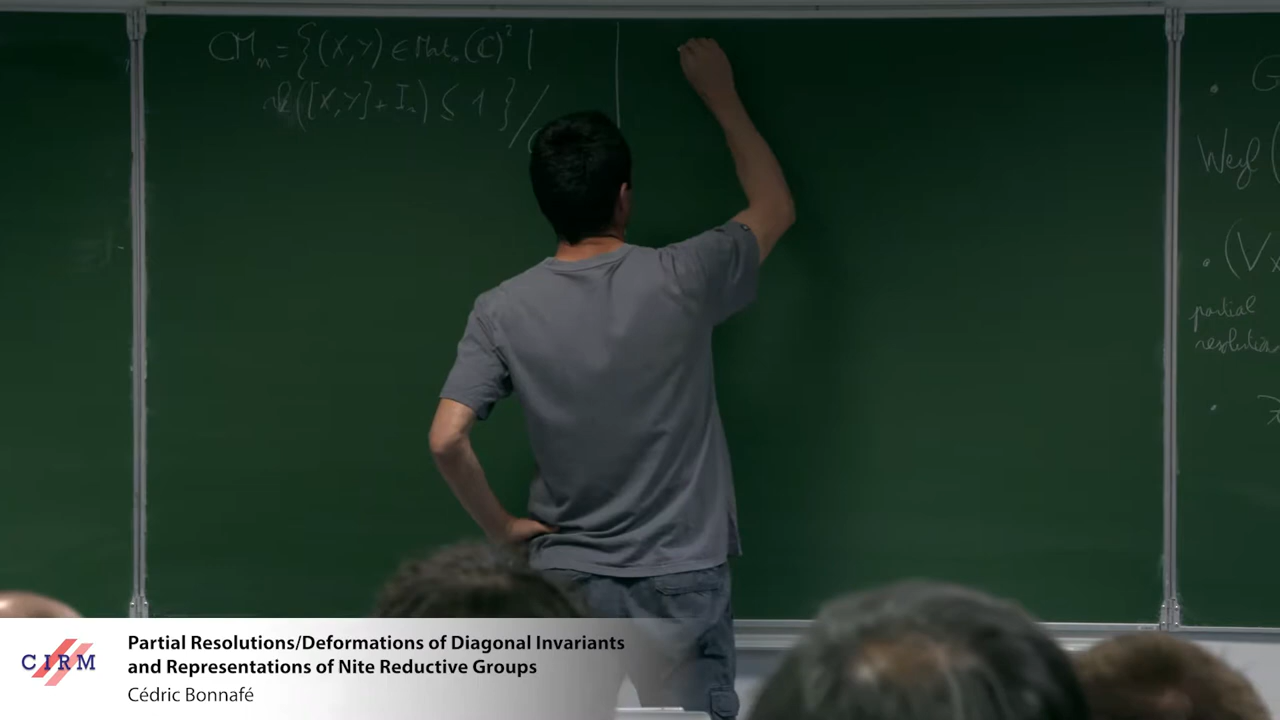 CM_n = {(X,Y) ∈ Mat_n(C)² |
rk([X,Y] + I_n) ≤ 1 } /
• G
Weyl (
• (V ×
partial
resolution
•
CIRM
Partial Resolutions/Deformations of Diagonal Invariants
and Representations of Nite Reductive Groups
Cédric Bonnafé